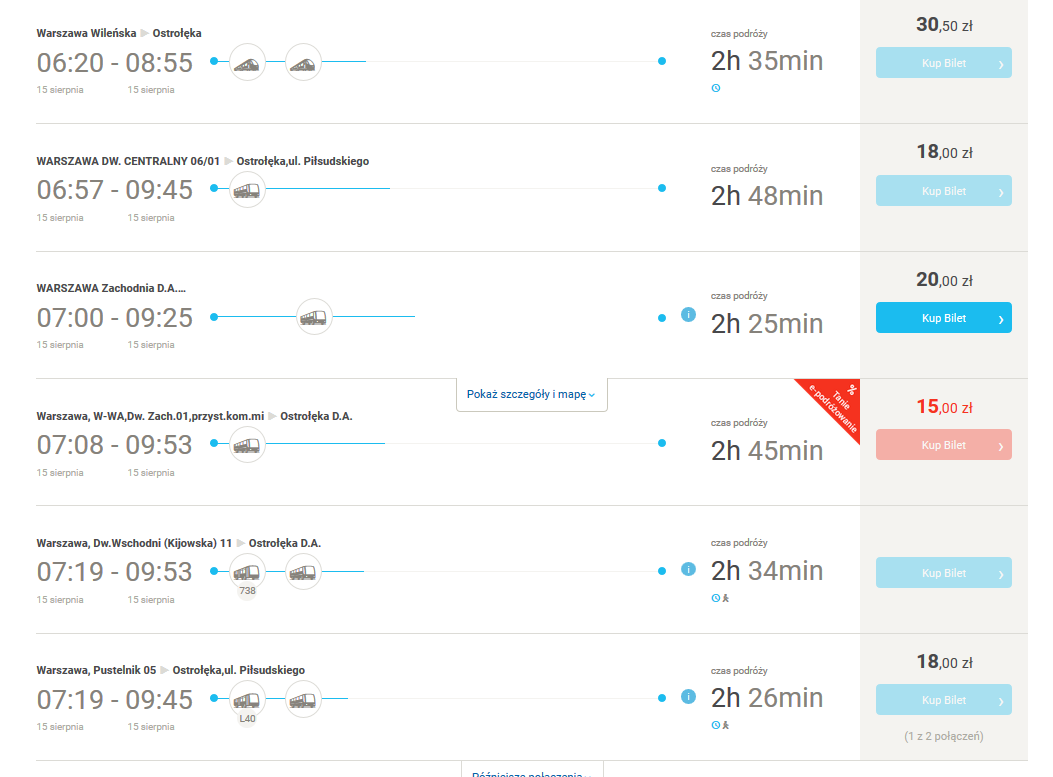 Warszawa Wileńska Ostrołęka
06:20 - 08:55
15 sierpnia 15 sierpnia
czas podróży
2h 35min
30,50 zł
Kup Bilet
WARSZAWA DW. CENTRALNY 06/01 Ostrołęka,ul. Piłsudskiego
06:57 - 09:45
15 sierpnia 15 sierpnia
czas podróży
2h 48min
18,00 zł
Kup Bilet
WARSZAWA Zachodnia D.A....
07:00 - 09:25
15 sierpnia 15 sierpnia
czas podróży
2h 25min
20,00 zł
Kup Bilet
Pokaż szczegóły i mapę
Warszawa, W-WA,Dw. Zach.01,przyst.kom.mi Ostrołęka D.A.
07:08 - 09:53
15 sierpnia 15 sierpnia
czas podróży
2h 45min
%
Tanie
e-podróżowanie
15,00 zł
Kup Bilet
Warszawa, Dw.Wschodni (Kijowska) 11 Ostrołęka D.A.
07:19 - 09:53
15 sierpnia 15 sierpnia
738
czas podróży
2h 34min
Kup Bilet
Warszawa, Pustelnik 05 Ostrołęka,ul. Piłsudskiego
07:19 - 09:45
15 sierpnia 15 sierpnia
L40
czas podróży
2h 26min
18,00 zł
Kup Bilet
(1 z 2 połączeń)
Późniejsze połączenia